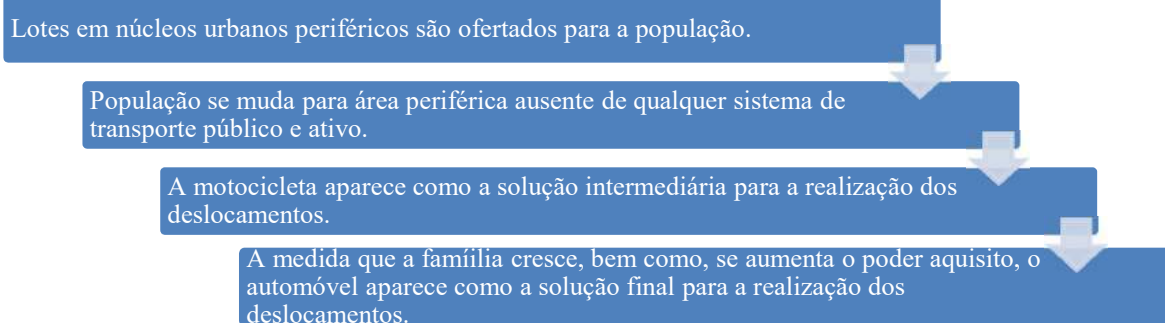 Lotes em núcleos urbanos periféricos são ofertados para a população.
População se muda para área periférica ausente de qualquer sistema de
transporte público e ativo.
A motocicleta aparece como a solução intermediária para a realização dos
deslocamentos.
A medida que a famíilia cresce, bem como, se aumenta o poder aquisito, o
automóvel aparece como a solução final para a realização dos
deslocamentos.